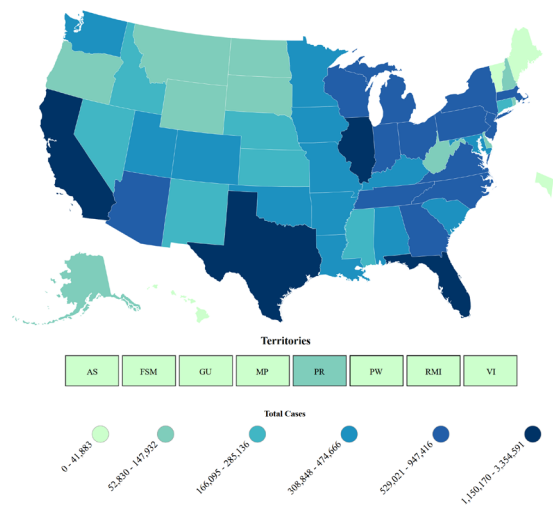 Territories
AS FSM GU MP PR PW RMI VI
Total Cases
0 - 41,883
52,830 - 147,932
166,095 - 285,136
308,848 - 474,666
529,021 - 947,416
1,150,170 - 3,354,591